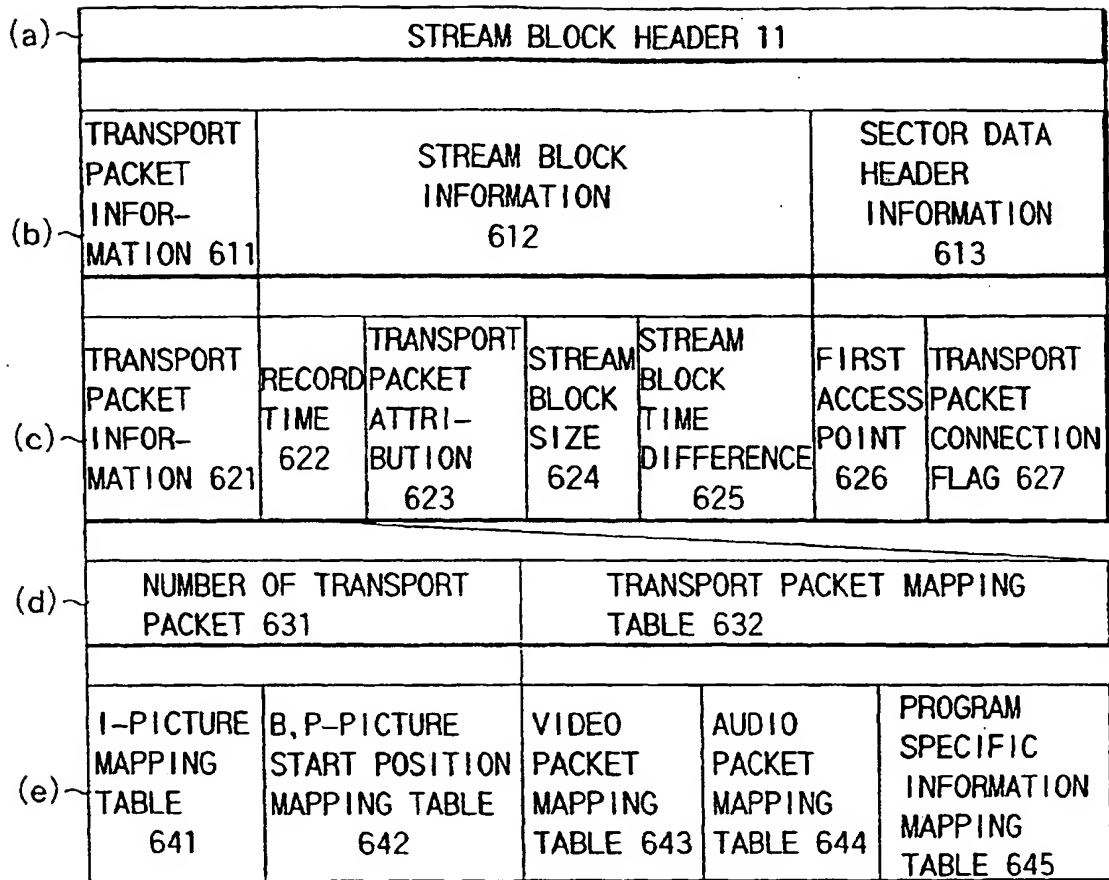 (a) STREAM BLOCK HEADER 11
(b)
TRANSPORT
PACKET
INFOR-
MATION 611
STREAM BLOCK
INFORMATION
612
SECTOR DATA
HEADER
INFORMATION
613
(c)
TRANSPORT
PACKET
INFOR-
MATION 621
RECORD
TIME
622
TRANSPORT
PACKET
ATTRI-
BUTION
623
STREAM
BLOCK
SIZE
624
STREAM
BLOCK
TIME
DIFFERENCE
625
FIRST
ACCESS
POINT
626
TRANSPORT
PACKET
CONNECTION
FLAG 627
(d)
NUMBER OF TRANSPORT
PACKET 631
TRANSPORT PACKET MAPPING
TABLE 632
(e)
I-PICTURE
MAPPING
TABLE
641
B,P-PICTURE
START POSITION
MAPPING TABLE
642
VIDEO
PACKET
MAPPING
TABLE 643
AUDIO
PACKET
MAPPING
TABLE 644
PROGRAM
SPECIFIC
INFORMATION
MAPPING
TABLE 645